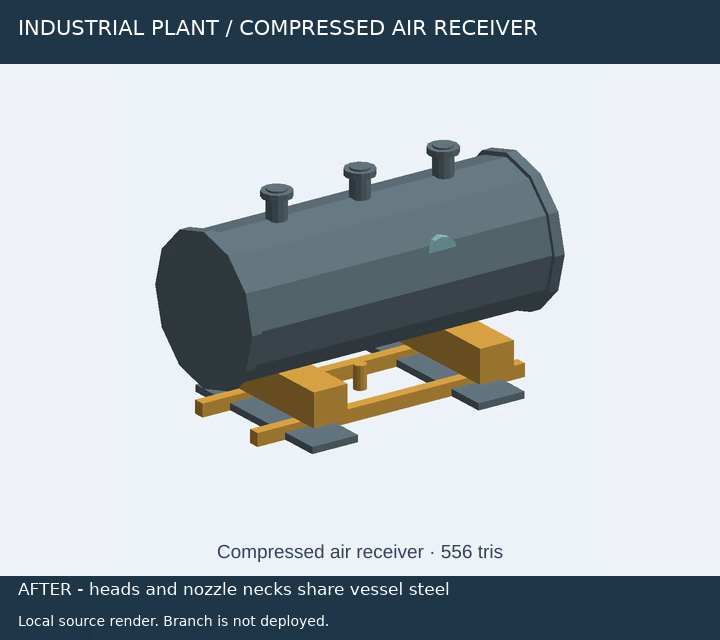 INDUSTRIAL PLANT / COMPRESSED AIR RECEIVER
Compressed air receiver · 556 tris
AFTER - heads and nozzle necks share vessel steel
Local source render. Branch is not deployed.